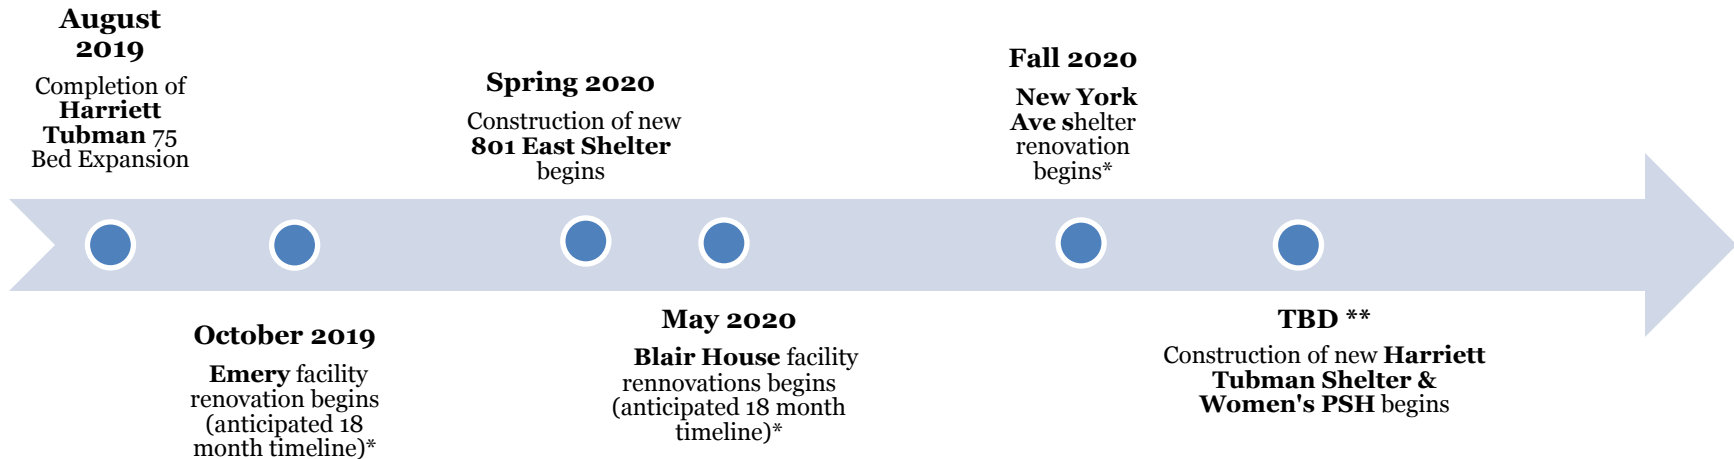 August
2019
Completion of
Harriett
Tubman 75
Bed Expansion
October 2019
Emery facility
renovation begins
(anticipated 18
month timeline)*
Spring 2020
Construction of new
801 East Shelter
begins
May 2020
Blair House facility
rennovations begins
(anticipated 18 month
timeline)*
Fall 2020
New York
Ave shelter
renovation
begins*
TBD **
Construction of new Harriett
Tubman Shelter &
Women's PSH begins